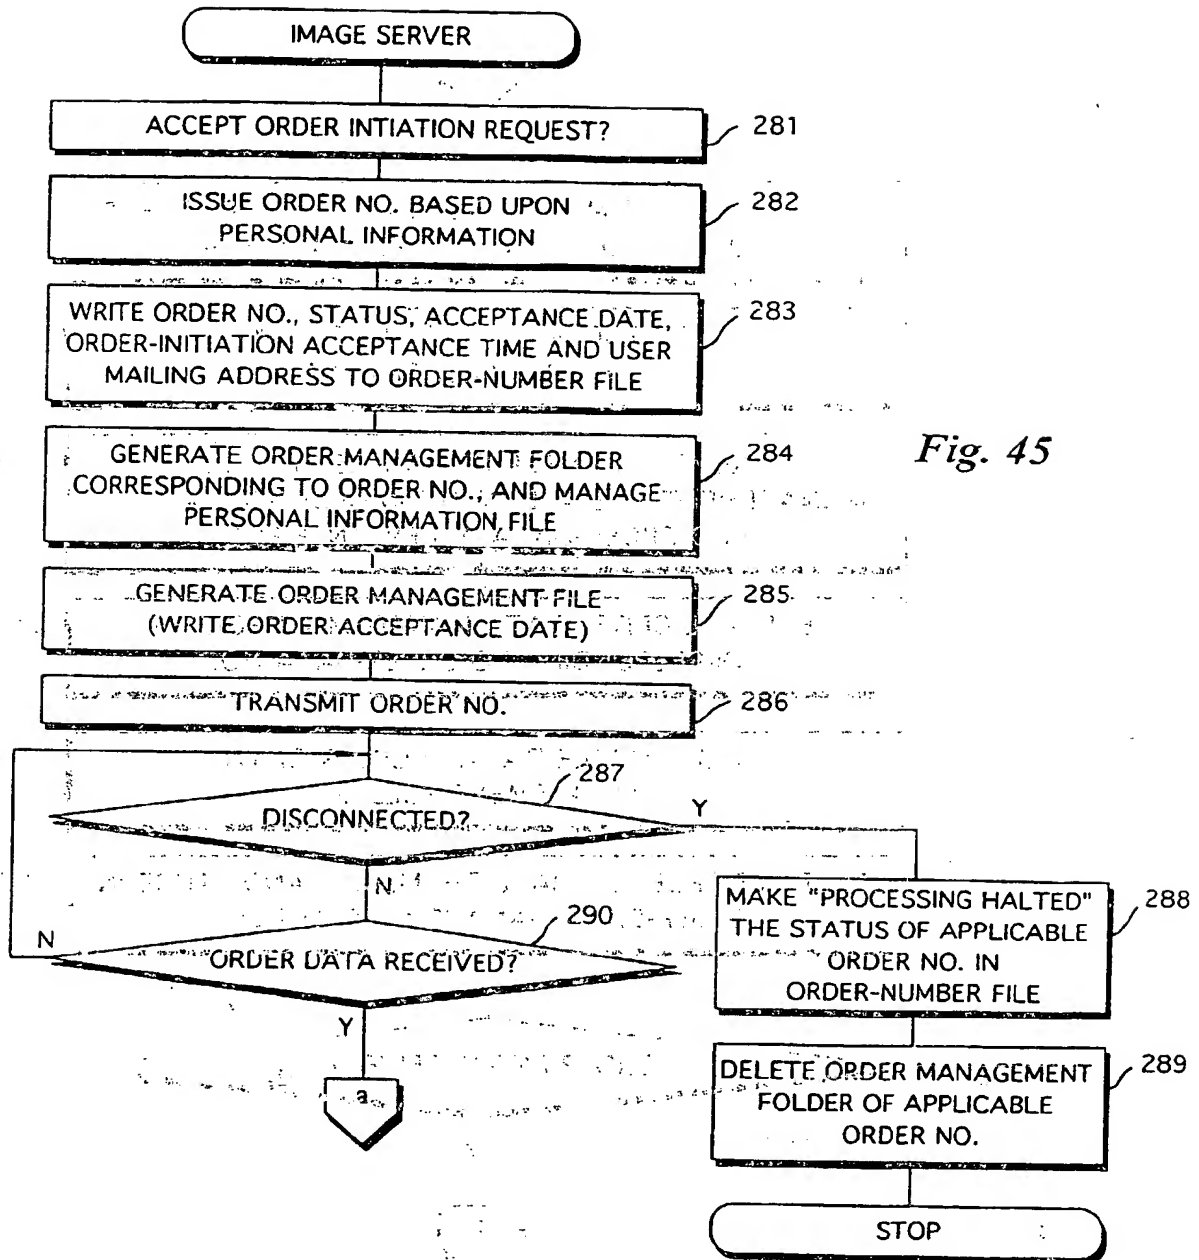 IMAGE SERVER
ACCEPT ORDER INTIATION REQUEST?
281
ISSUE ORDER NO. BASED UPON
PERSONAL INFORMATION
282
WRITE ORDER NO., STATUS, ACCEPTANCE DATE,
ORDER-INITIATION ACCEPTANCE TIME AND USER
MAILING ADDRESS TO ORDER-NUMBER FILE
283
GENERATE ORDER MANAGEMENT FOLDER
CORRESPONDING TO ORDER NO., AND MANAGE
PERSONAL INFORMATION FILE
284
Fig. 45
GENERATE ORDER MANAGEMENT FILE
(WRITE ORDER ACCEPTANCE DATE)
285
TRANSMIT ORDER NO.
286
287
DISCONNECTED?
Y
N
290
N
ORDER DATA RECEIVED?
Y
a
MAKE "PROCESSING HALTED"
THE STATUS OF APPLICABLE
ORDER NO. IN
ORDER-NUMBER FILE
288
DELETE ORDER MANAGEMENT
FOLDER OF APPLICABLE
ORDER NO.
289
STOP